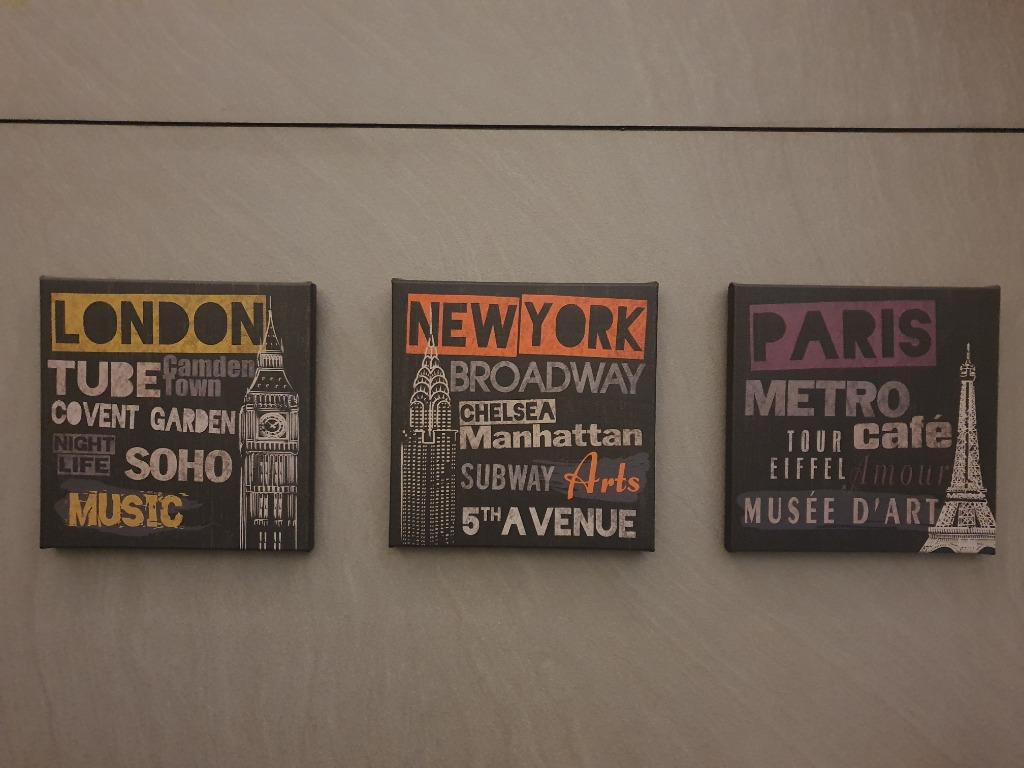 LONDON
TUBE Camden
Town
COVENT GARDEN
NIGHT
LIFE SOHO
MUSIC
NEW YORK
BROADWAY
CHELSEA
Manhattan
SUBWAY Arts
5TH AVENUE
PARIS
METRO
TOUR café
EIFFEL Amour
MUSÉE D'ART